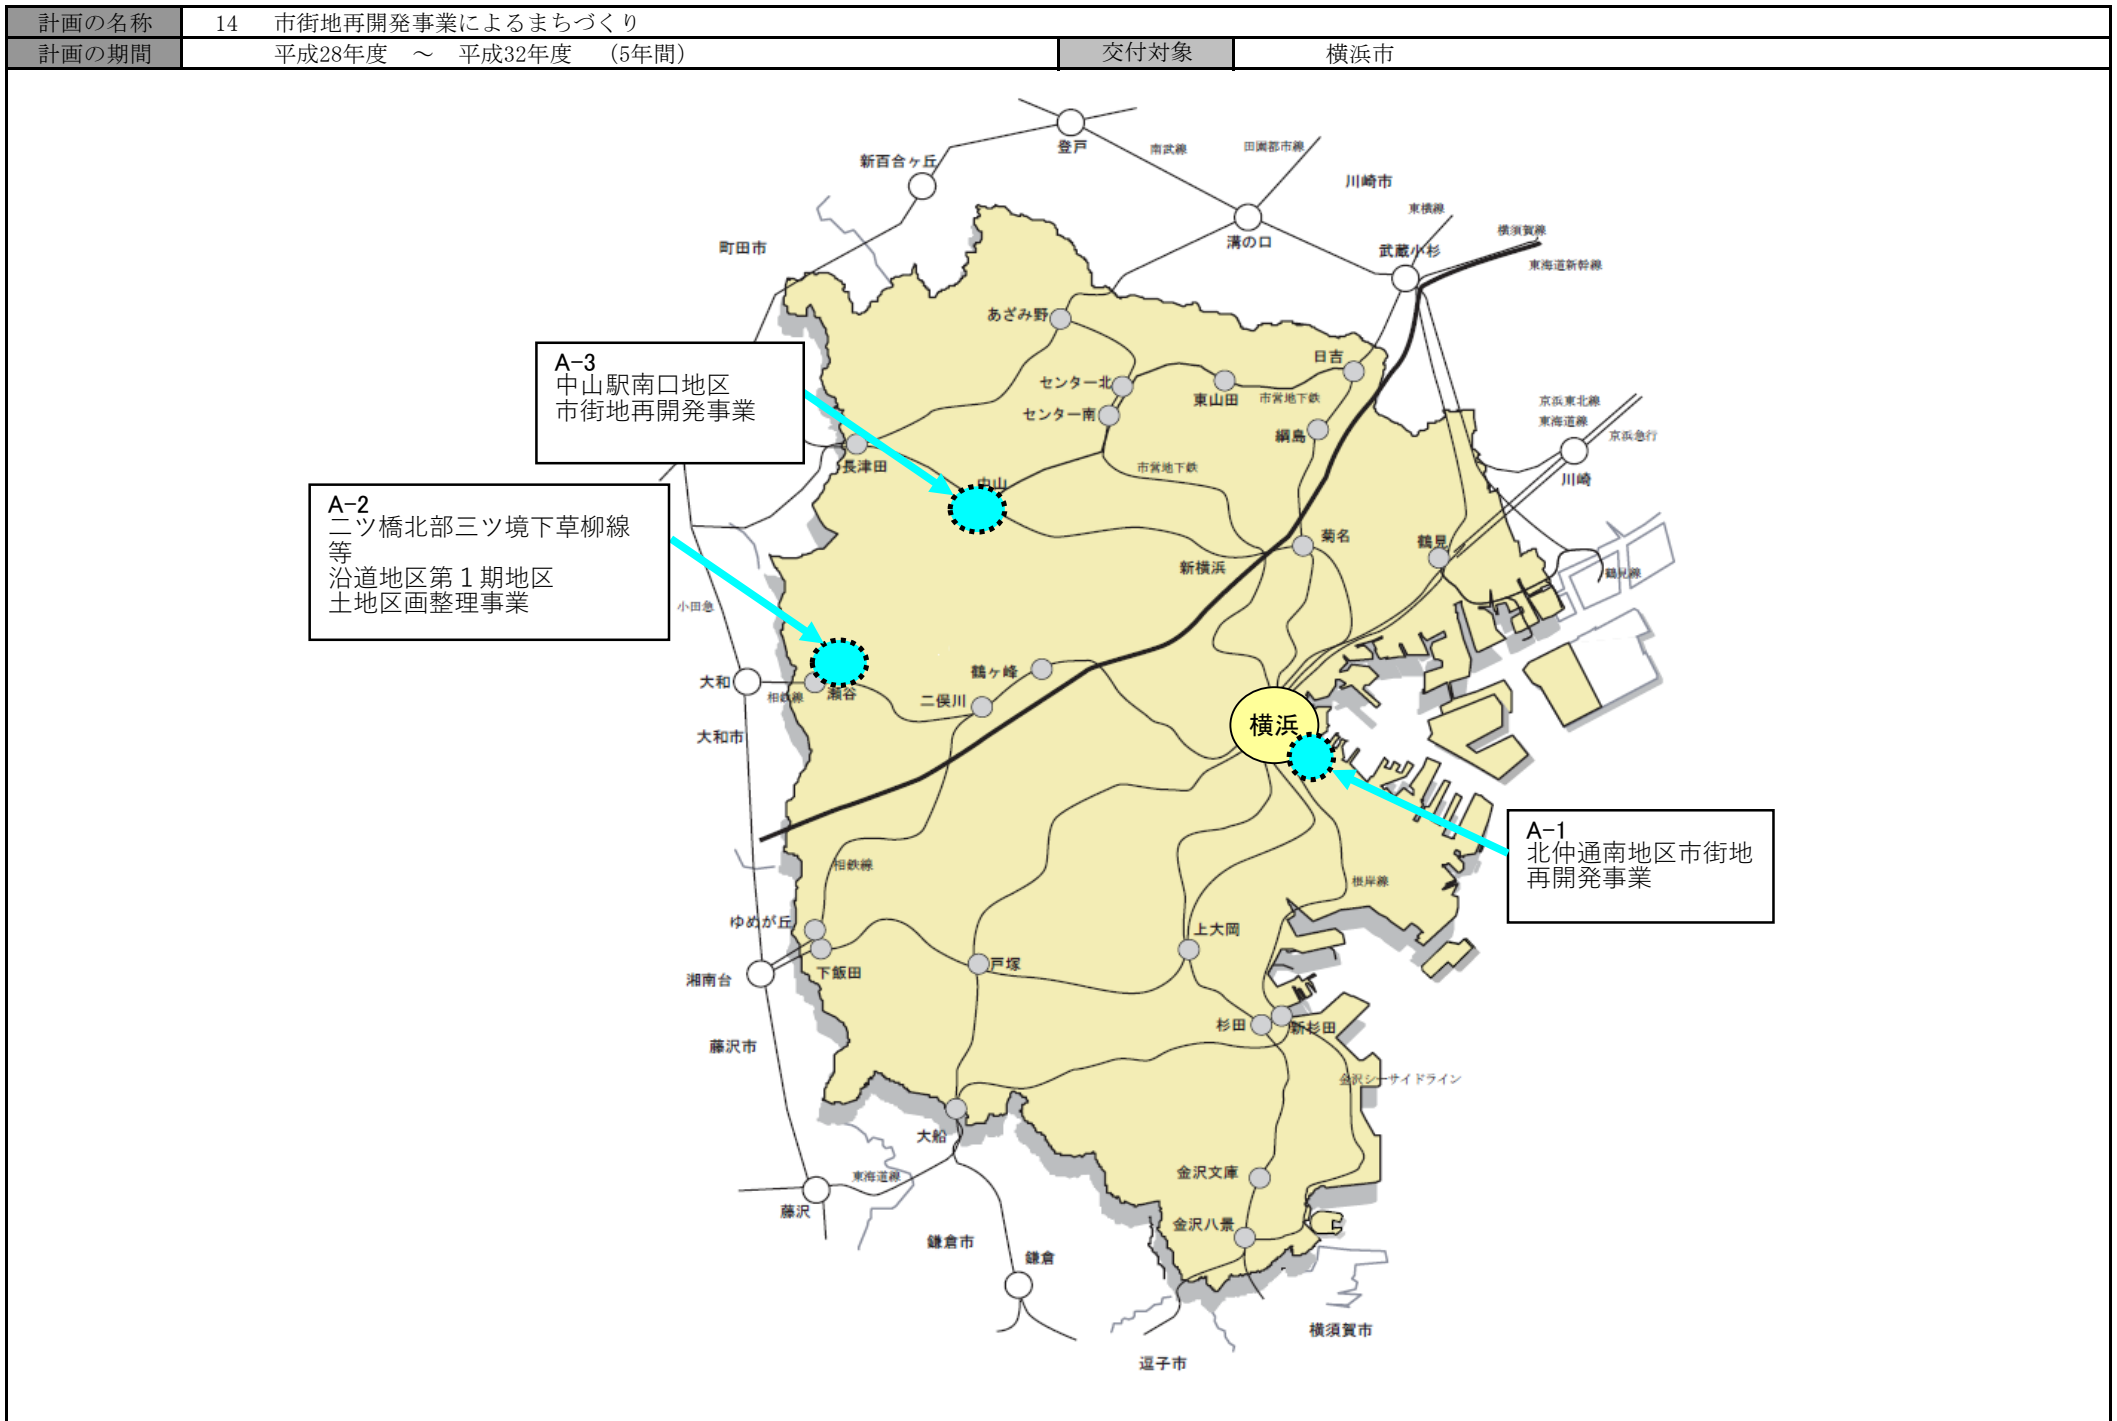 計画の名称 14 市街地再開発事業によるまちづくり
計画の期間 平成28年度 ～ 平成32年度 (5年間) 交付対象 横浜市
登戸
南武線
田園都市線
新百合ヶ丘
川崎市
東横線
町田市
溝の口
武蔵小杉
横須賀線
東海道新幹線
あざみ野
日吉
A-3
中山駅南口地区
市街地再開発事業
センター北
東山田
市営地下鉄
センター南
綱島
京浜東北線
東海道線
京浜急行
長津田
市営地下鉄
川崎
中山
A-2
二ツ橋北部三ツ境下草柳線
等
沿道地区第１期地区
土地区画整理事業
菊名
鶴見
新横浜
鶴見線
小田急
鶴ヶ峰
大和
相鉄線
瀬谷
二俣川
横浜
大和市
A-1
北仲通南地区市街地
再開発事業
相鉄線
根岸線
ゆめが丘
上大岡
湘南台
下飯田
戸塚
杉田
新杉田
藤沢市
金沢シーサイドライン
大船
東海道線
金沢文庫
藤沢
金沢八景
鎌倉市
鎌倉
横須賀市
逗子市